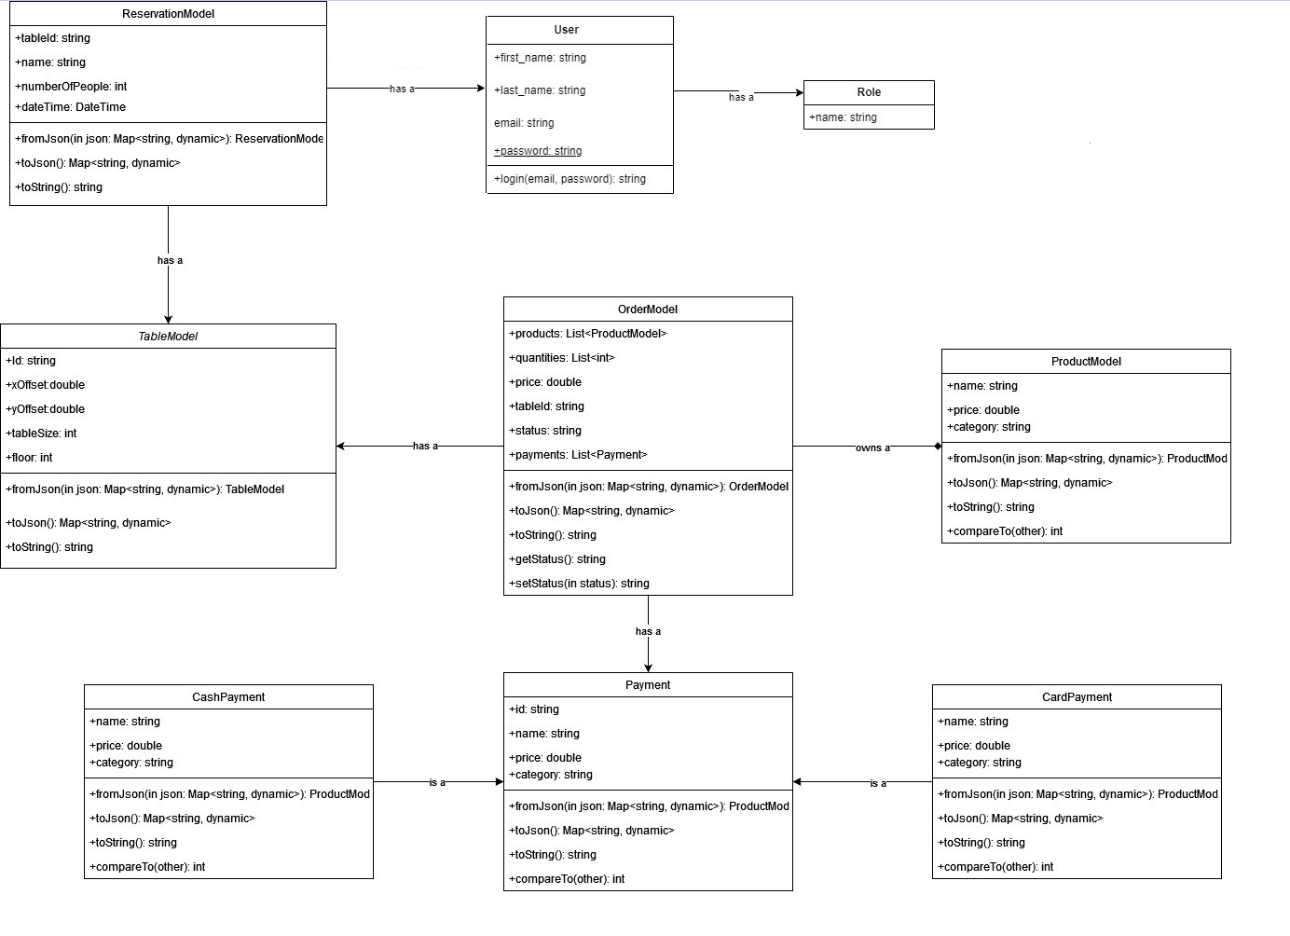 ReservationModel
+tableId: string
+name: string
+numberOfPeople: int
+dateTime: DateTime
+fromJson(in json: Map<string, dynamic>): ReservationMode
+toJson(): Map<string, dynamic>
+toString(): string
has a
User
+first_name: string
+last_name: string
email: string
+password: string
+login(email, password): string
has a
Role
+name: string
has a
TableModel
+Id: string
+xOffset:double
+yOffset:double
+tableSize: int
+floor: int
+fromJson(in json: Map<string, dynamic>): TableModel
+toJson(): Map<string, dynamic>
+toString(): string
has a
OrderModel
+products: List<ProductModel>
+quantities: List<int>
+price: double
+tableId: string
+status: string
+payments: List<Payment>
+fromJson(in json: Map<string, dynamic>): OrderModel
+toJson(): Map<string, dynamic>
+toString(): string
+getStatus(): string
+setStatus(in status): string
owns a
ProductModel
+name: string
+price: double
+category: string
+fromJson(in json: Map<string, dynamic>): ProductMod
+toJson(): Map<string, dynamic>
+toString(): string
+compareTo(other): int
has a
CashPayment
+name: string
+price: double
+category: string
+fromJson(in json: Map<string, dynamic>): ProductMod
+toJson(): Map<string, dynamic>
+toString(): string
+compareTo(other): int
is a
Payment
+id: string
+name: string
+price: double
+category: string
+fromJson(in json: Map<string, dynamic>): ProductMod
+toJson(): Map<string, dynamic>
+toString(): string
+compareTo(other): int
is a
CardPayment
+name: string
+price: double
+category: string
+fromJson(in json: Map<string, dynamic>): ProductMod
+toJson(): Map<string, dynamic>
+toString(): string
+compareTo(other): int